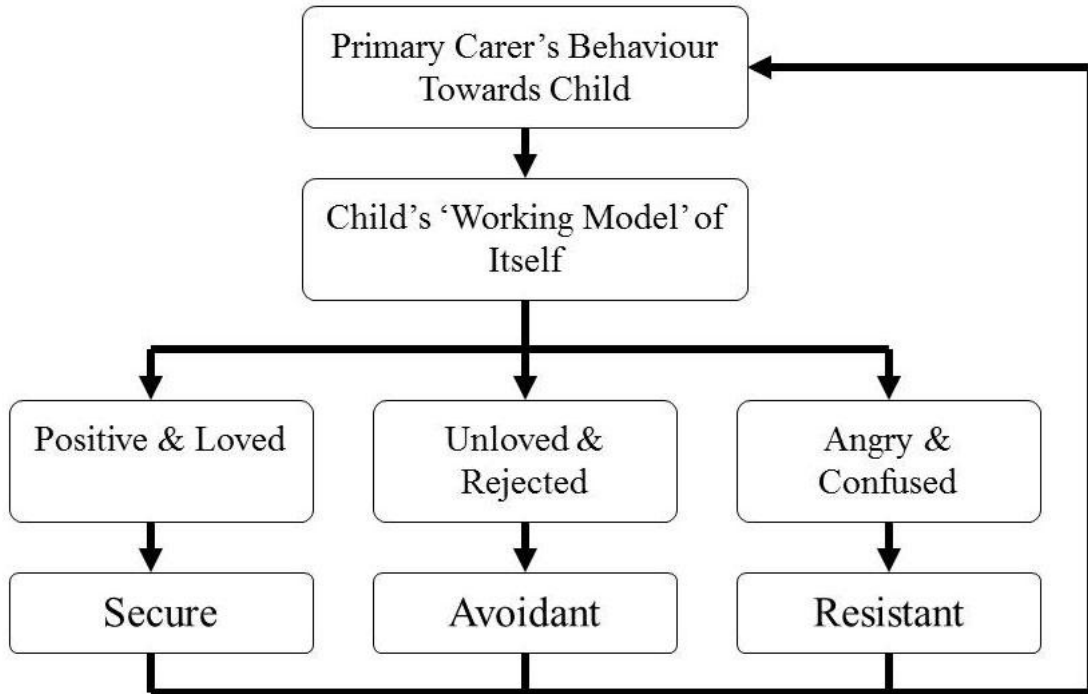 Primary Carer’s Behaviour
Towards Child
Child’s ‘Working Model’ of
Itself
Positive & Loved
Unloved &
Rejected
Angry &
Confused
Secure
Avoidant
Resistant